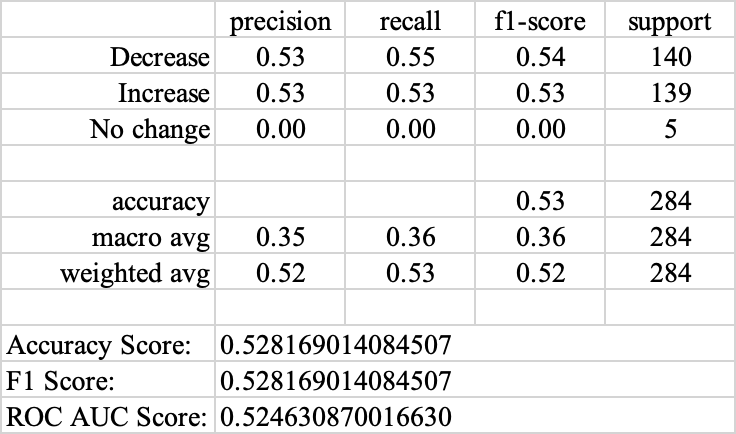 precision recall f1-score support
Decrease 0.53 0.55 0.54 140
Increase 0.53 0.53 0.53 139
No change 0.00 0.00 0.00 5
accuracy 0.53 284
macro avg 0.35 0.36 0.36 284
weighted avg 0.52 0.53 0.52 284
Accuracy Score: 0.528169014084507
F1 Score: 0.528169014084507
ROC AUC Score: 0.524630870016630